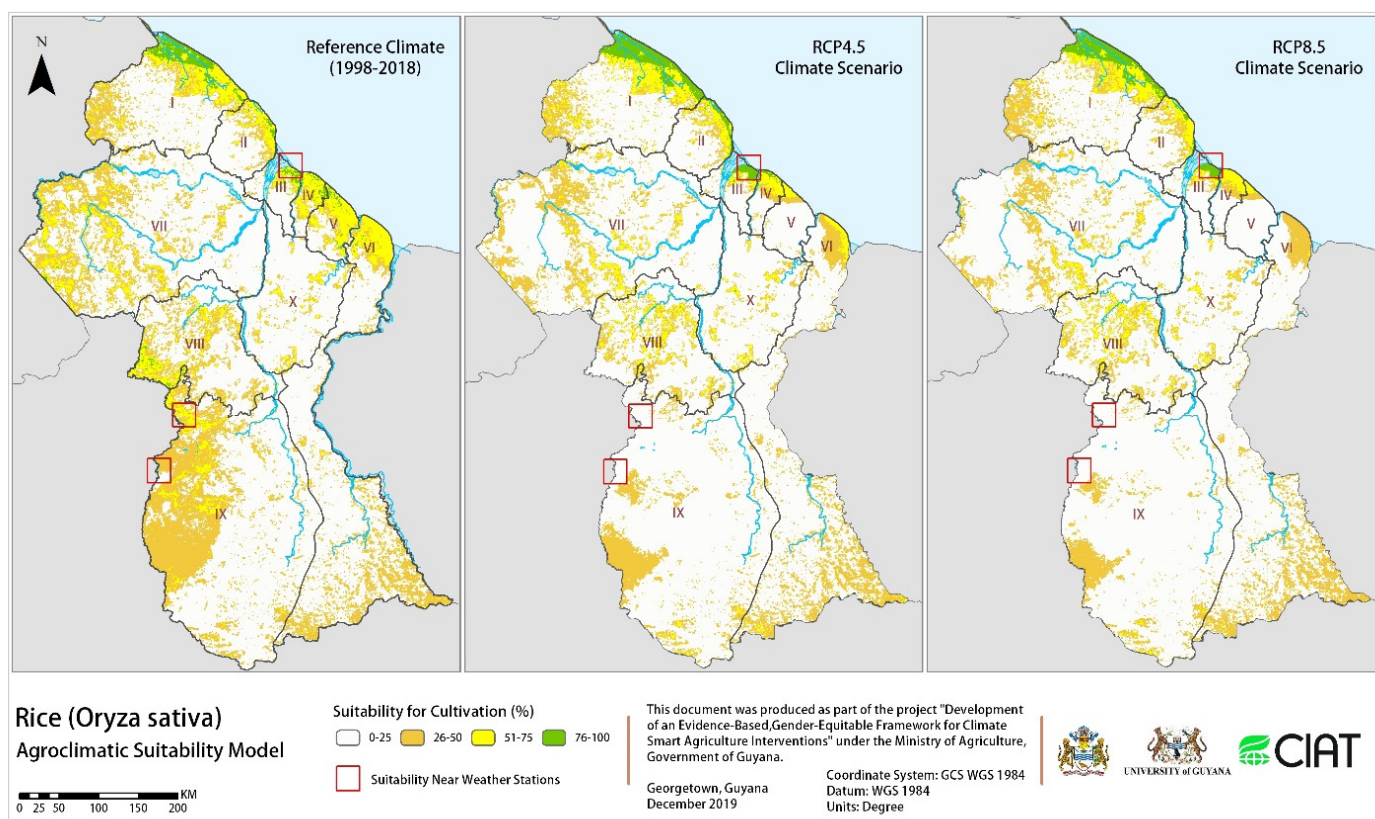 N
Reference Climate
(1998-2018)
I
II
III
IV
V
VI
VII
VIII
IX
X
RCP4.5
Climate Scenario
I
II
III
IV
V
VI
VII
VIII
IX
X
RCP8.5
Climate Scenario
I
II
III
IV
V
VI
VII
VIII
IX
X
Rice (Oryza sativa)
Agroclimatic Suitability Model
KM
0 25 50 100 150 200
Suitability for Cultivation (%)
0-25 26-50 51-75 76-100
Suitability Near Weather Stations
This document was produced as part of the project "Development
of an Evidence-Based,Gender-Equitable Framework for Climate
Smart Agriculture Interventions" under the Ministry of Agriculture,
Government of Guyana.
Georgetown, Guyana
December 2019
Coordinate System: GCS WGS 1984
Datum: WGS 1984
Units: Degree
UNIVERSITY of GUYANA
CIAT